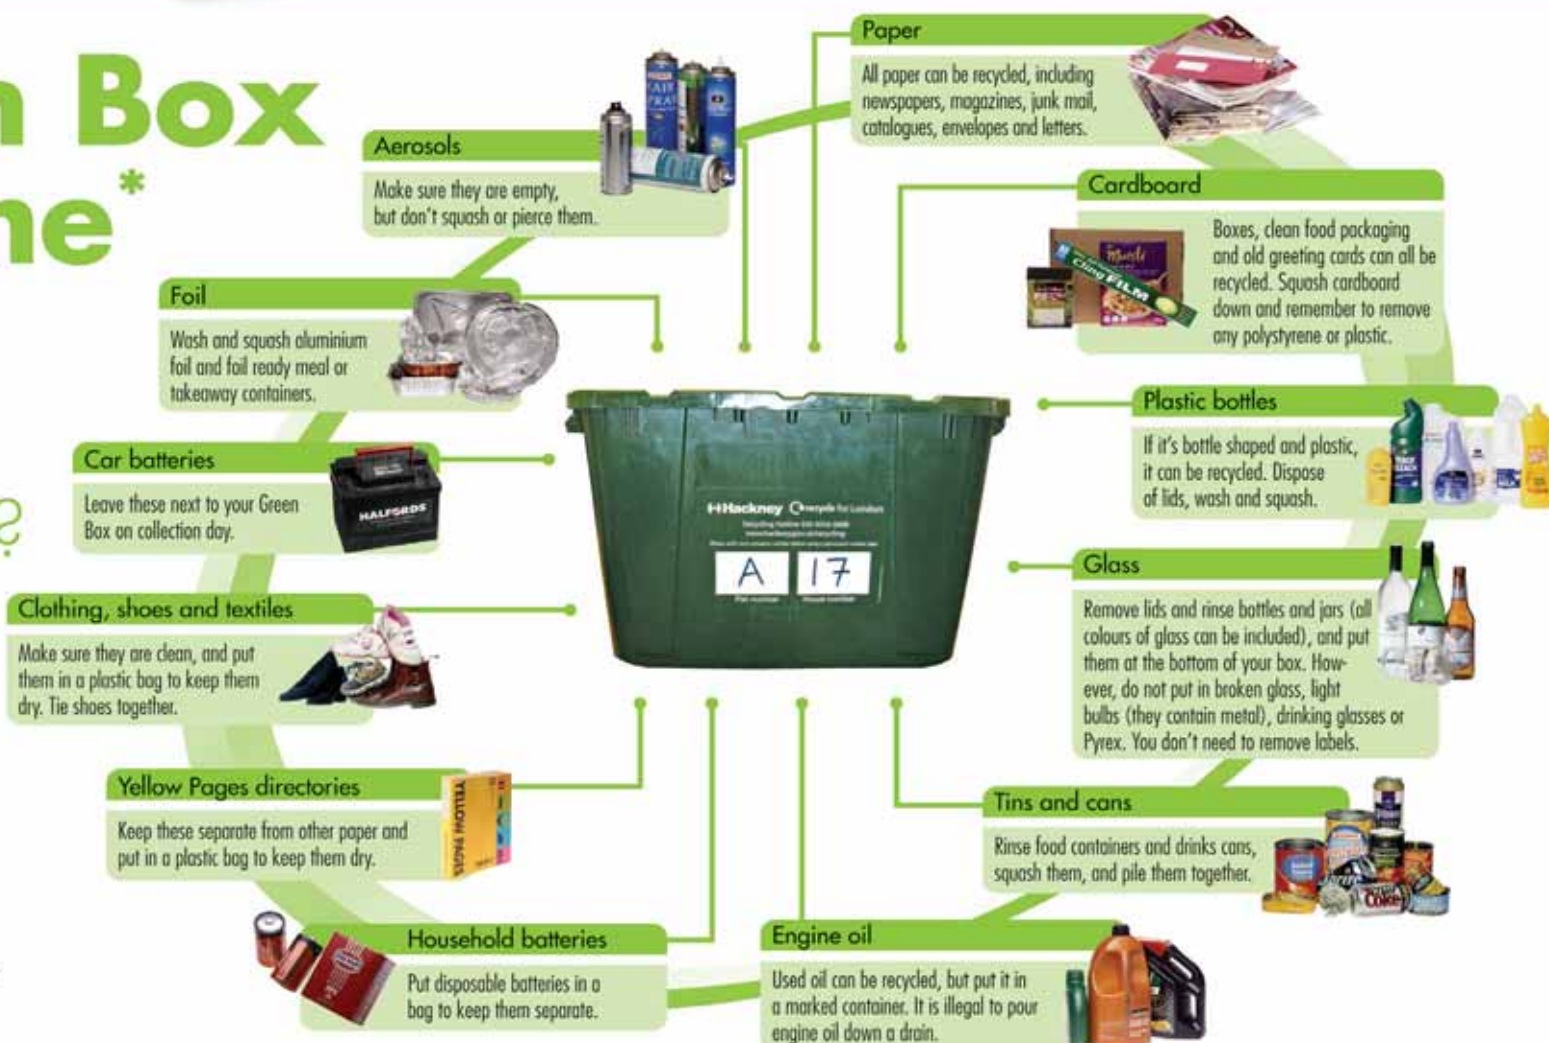 n Box
ne*
?
Paper
All paper can be recycled, including
newspapers, magazines, junk mail,
catalogues, envelopes and letters.
Aerosols
Make sure they are empty,
but don't squash or pierce them.
Cardboard
Boxes, clean food packaging
and old greeting cards can all be
recycled. Squash cardboard
down and remember to remove
any polystyrene or plastic.
Cling FILM
Foil
Wash and squash aluminium
foil and foil ready meal or
takeaway containers.
Plastic bottles
If it's bottle shaped and plastic,
it can be recycled. Dispose
of lids, wash and squash.
Car batteries
Leave these next to your Green
Box on collection day.
HALFORDS
Hackney recycle for London
A 17
Glass
Remove lids and rinse bottles and jars (all
colours of glass can be included), and put
them at the bottom of your box. How-
ever, do not put in broken glass, light
bulbs (they contain metal), drinking glasses or
Pyrex. You don't need to remove labels.
Clothing, shoes and textiles
Make sure they are clean, and put
them in a plastic bag to keep them
dry. Tie shoes together.
Yellow Pages directories
Keep these separate from other paper and
put in a plastic bag to keep them dry.
YELLOW PAGES
Tins and cans
Rinse food containers and drinks cans,
squash them, and pile them together.
Coke
Household batteries
Put disposable batteries in a
bag to keep them separate.
Engine oil
Used oil can be recycled, but put it in
a marked container. It is illegal to pour
engine oil down a drain.